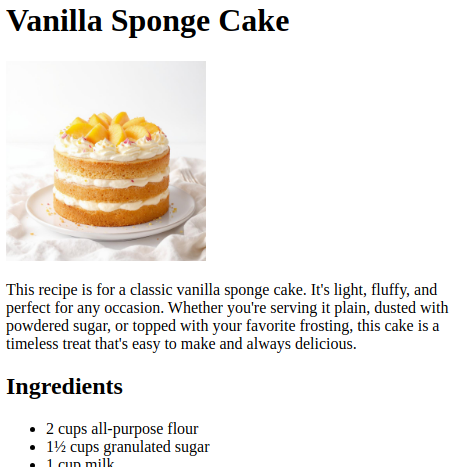 Vanilla Sponge Cake
This recipe is for a classic vanilla sponge cake. It's light, fluffy, and
perfect for any occasion. Whether you're serving it plain, dusted with
powdered sugar, or topped with your favorite frosting, this cake is a
timeless treat that's easy to make and always delicious.
Ingredients
2 cups all-purpose flour
1½ cups granulated sugar
1 cup milk